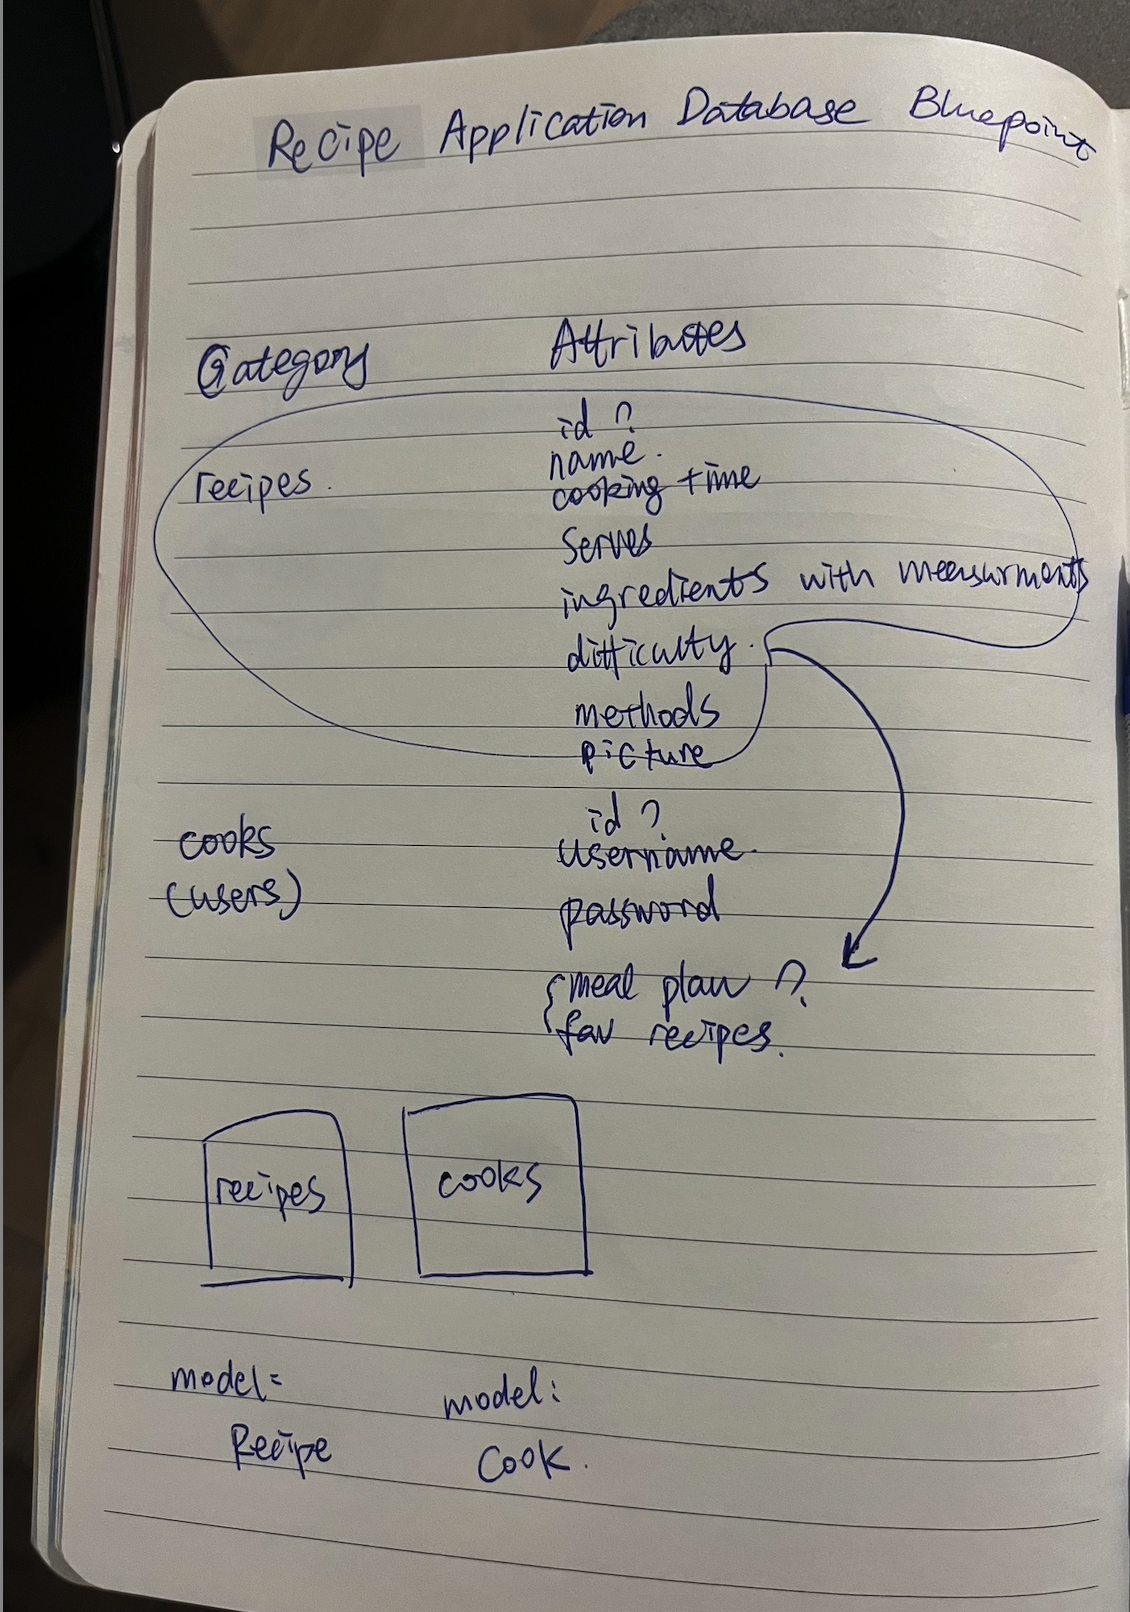 Recipe Application Database Bluepoint
Category Attributes
id ?
name.
recipes.
cooking time
Serves
ingredients with measurments
difficulty.
methods
picture
id ?
cooks
username.
(users)
password
{ meal plan ?
fav recipes.
recipes cooks
model: model:
Recipe Cook.